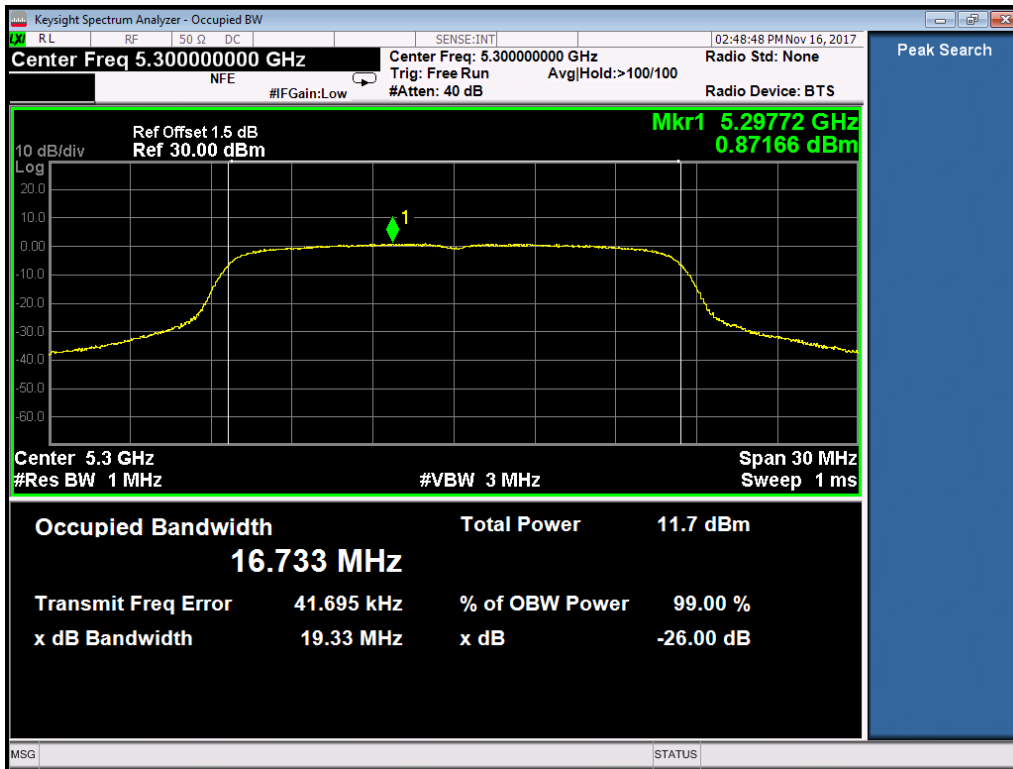 Keysight Spectrum Analyzer - Occupied BW
LXI RL RF 50 Ω DC SENSE:INT 02:48:48 PM Nov 16, 2017
Center Freq 5.300000000 GHz Center Freq: 5.300000000 GHz Radio Std: None
NFE Trig: Free Run Avg|Hold:>100/100
#IFGain:Low #Atten: 40 dB Radio Device: BTS
Peak Search
Mkr1 5.29772 GHz
0.87166 dBm
Ref Offset 1.5 dB
10 dB/div Ref 30.00 dBm
Log
20.0
10.0
1
0.00
-10.0
-20.0
-30.0
-40.0
-50.0
-60.0
Center 5.3 GHz Span 30 MHz
#Res BW 1 MHz #VBW 3 MHz Sweep 1 ms
Occupied Bandwidth Total Power 11.7 dBm
16.733 MHz
Transmit Freq Error 41.695 kHz % of OBW Power 99.00 %
x dB Bandwidth 19.33 MHz x dB -26.00 dB
MSG STATUS